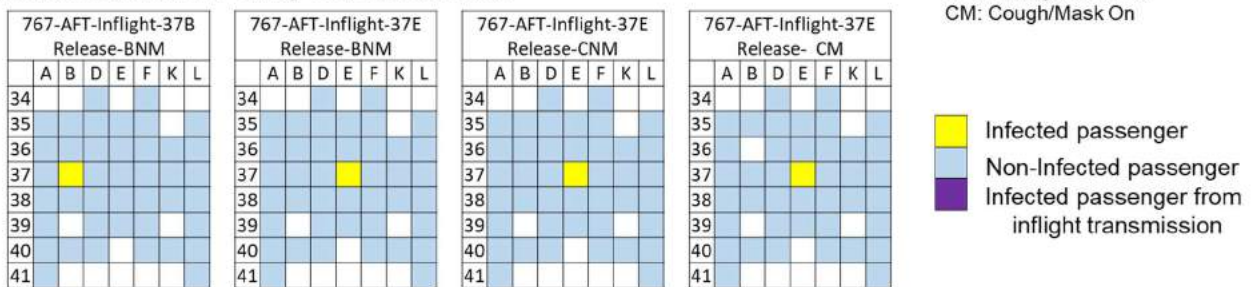 CM: Cough/Mask On
767-AFT-Inflight-37B
Release-BNM
A B D E F K L
34
35
36
37
38
39
40
41
767-AFT-Inflight-37E
Release-BNM
A B D E F K L
34
35
36
37
38
39
40
41
767-AFT-Inflight-37E
Release-CNM
A B D E F K L
34
35
36
37
38
39
40
41
767-AFT-Inflight-37E
Release- CM
A B D E F K L
34
35
36
37
38
39
40
41
Infected passenger
Non-Infected passenger
Infected passenger from
inflight transmission